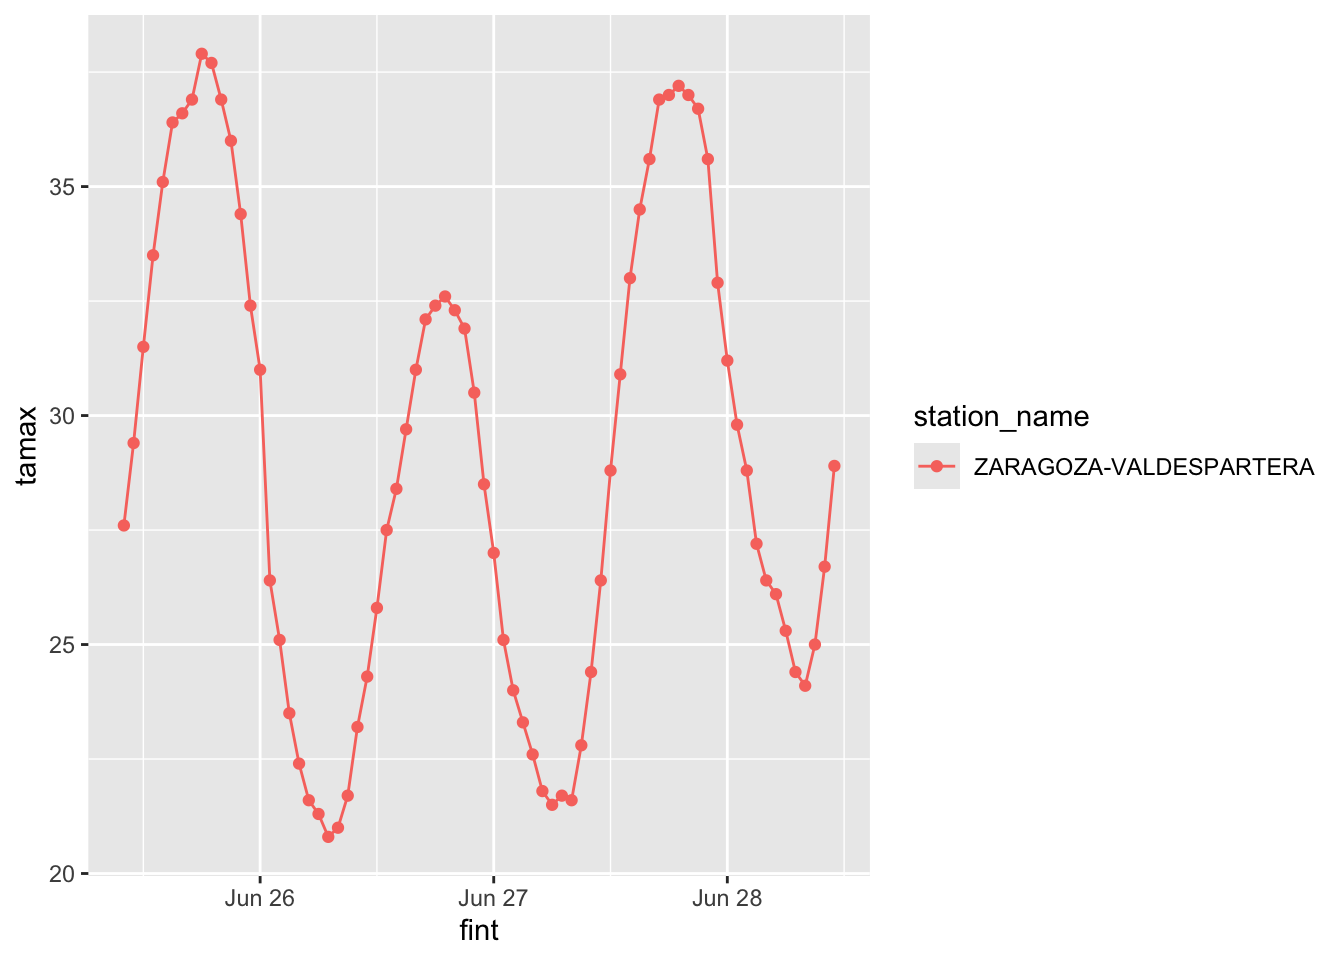 tamax
35
30
25
20
Jun 26
Jun 27
Jun 28
fint
station_name
ZARAGOZA-VALDESPARTERA